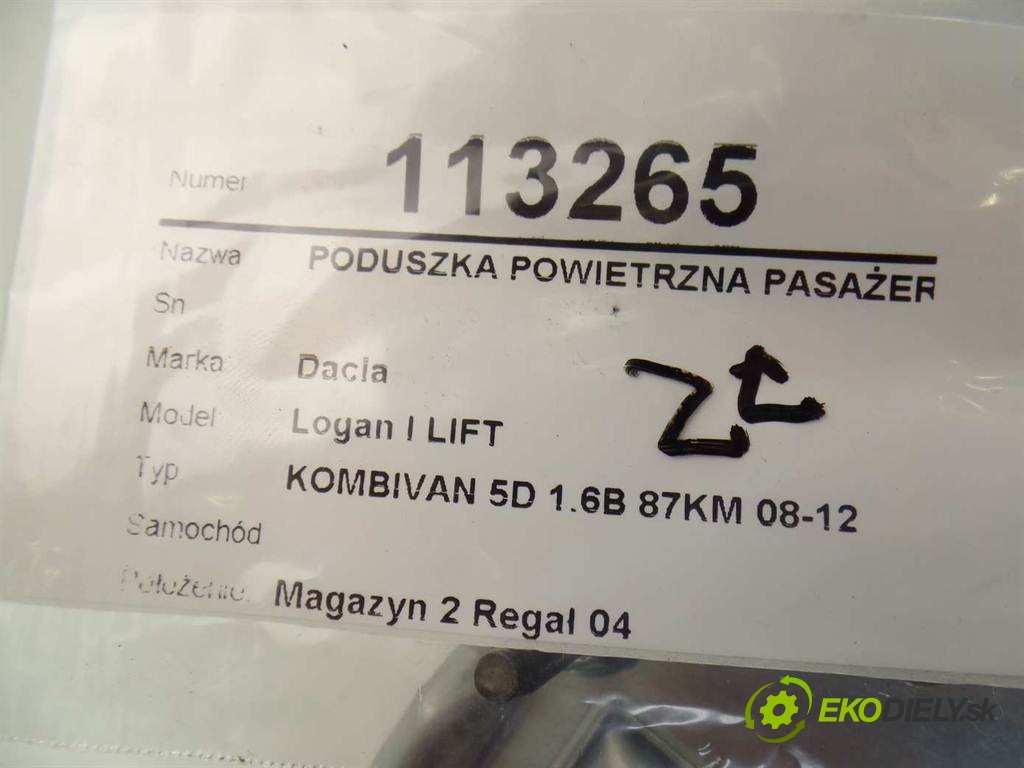 Numer 113265
Nazwa PODUSZKA POWIETRZNA PASAŻER
Sn
Marka Dacia
Model Logan I LIFT
Typ KOMBIVAN 5D 1.6B 87KM 08-12
Samochód
Położenie Magazyn 2 Regał 04
EKODIELY.sk